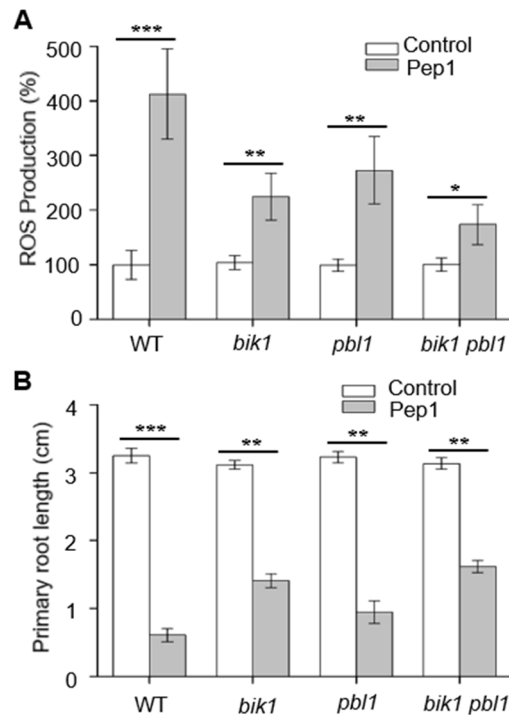 A
***
Control
Pep1
**
**
*
500
400
300
200
100
0
ROS Production (%)
WT
bik1
pbl1
bik1 pbl1
B
Control
Pep1
***
**
**
**
4
3
2
1
0
Primary root length (cm)
WT
bik1
pbl1
bik1 pbl1